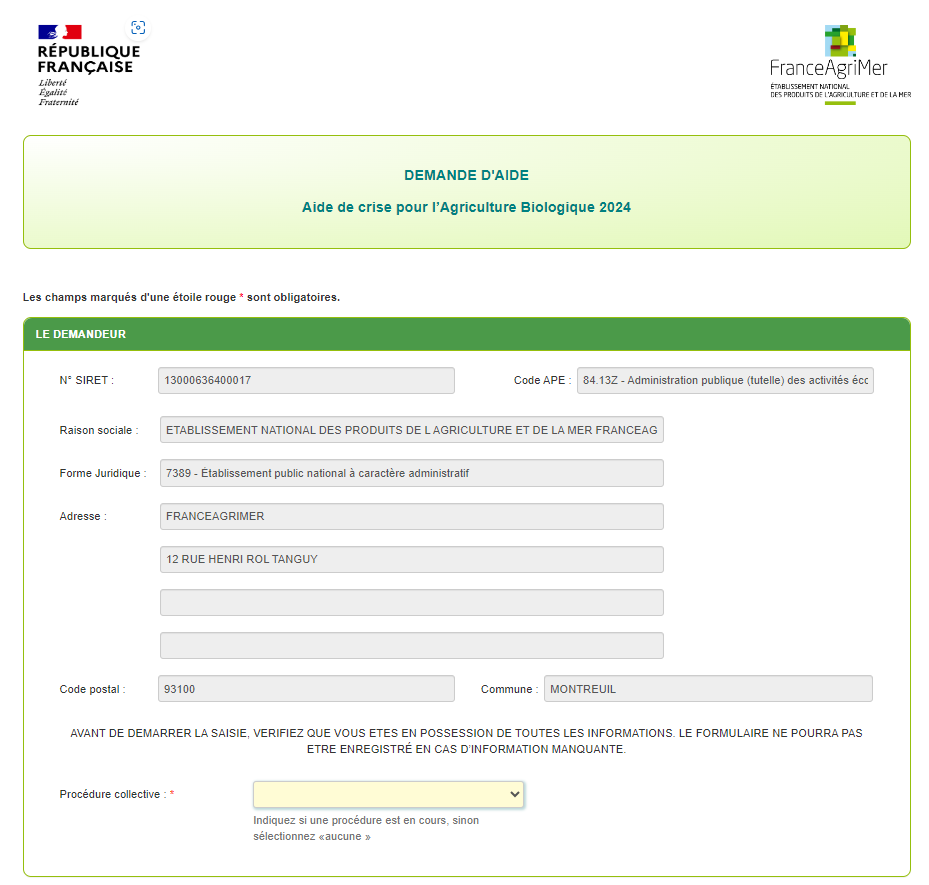 RÉPUBLIQUE
FRANÇAISE
Liberté
Égalité
Fraternité
FranceAgriMer
ÉTABLISSEMENT NATIONAL
DES PRODUITS DE L'AGRICULTURE ET DE LA MER
DEMANDE D'AIDE
Aide de crise pour l'Agriculture Biologique 2024
Les champs marqués d'une étoile rouge * sont obligatoires.
LE DEMANDEUR
N° SIRET : 13000636400017 Code APE : 84.13Z - Administration publique (tutelle) des activités écc
Raison sociale : ETABLISSEMENT NATIONAL DES PRODUITS DE L AGRICULTURE ET DE LA MER FRANCEAG
Forme Juridique : 7389 - Établissement public national à caractère administratif
Adresse : FRANCEAGRIMER
12 RUE HENRI ROL TANGUY
Code postal : 93100 Commune : MONTREUIL
AVANT DE DEMARRER LA SAISIE, VERIFIEZ QUE VOUS ETES EN POSSESSION DE TOUTES LES INFORMATIONS. LE FORMULAIRE NE POURRA PAS
ETRE ENREGISTRÉ EN CAS D'INFORMATION MANQUANTE.
Procédure collective : *
Indiquez si une procédure est en cours, sinon
sélectionnez «aucune »